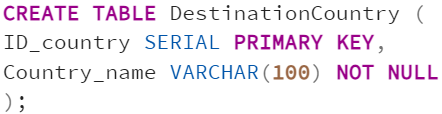 CREATE TABLE DestinationCountry (
ID_country SERIAL PRIMARY KEY,
Country_name VARCHAR(100) NOT NULL
);